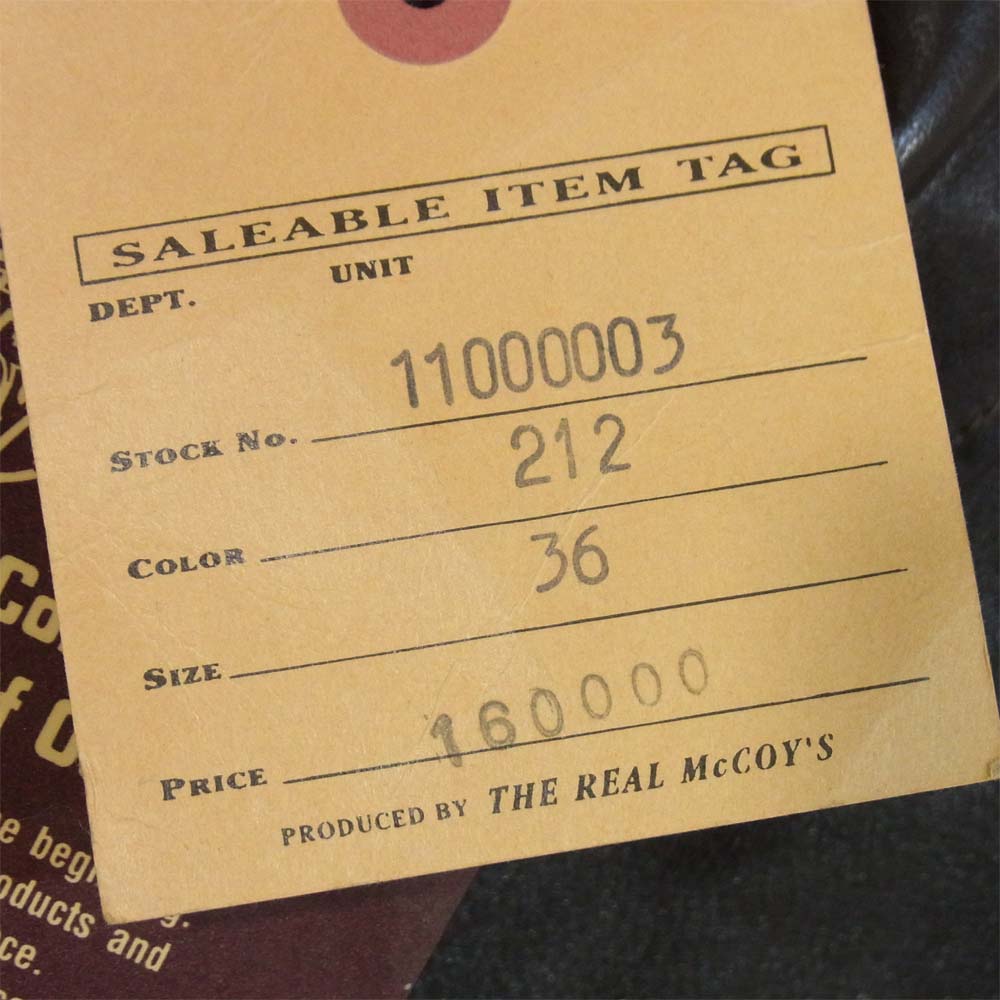 SALEABLE ITEM TAG
DEPT. UNIT
STOCK No. 11000003
COLOR 212
SIZE 36
PRICE 160000
PRODUCED BY THE REAL McCOY'S
and